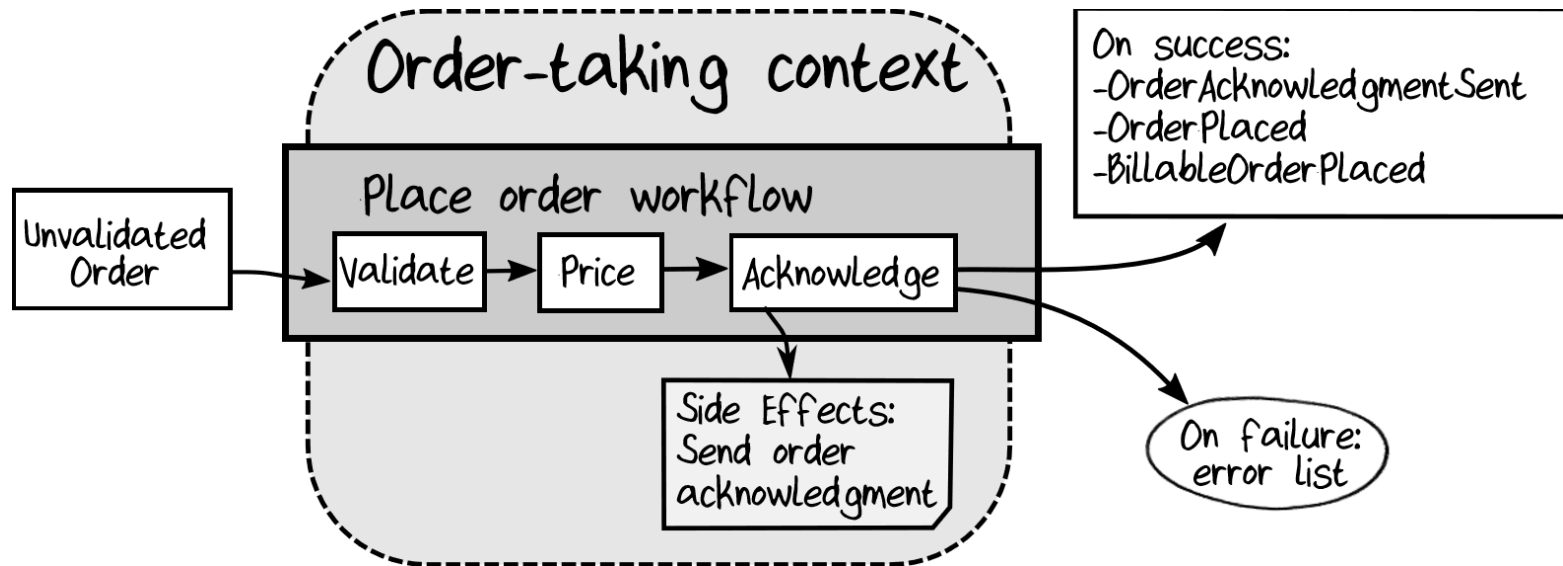 Order-taking context
Place order workflow
Unvalidated
Order
Validate
Price
Acknowledge
Side Effects:
Send order
acknowledgment
On success:
-OrderAcknowledgmentSent
-OrderPlaced
-BillableOrderPlaced
On failure:
error list